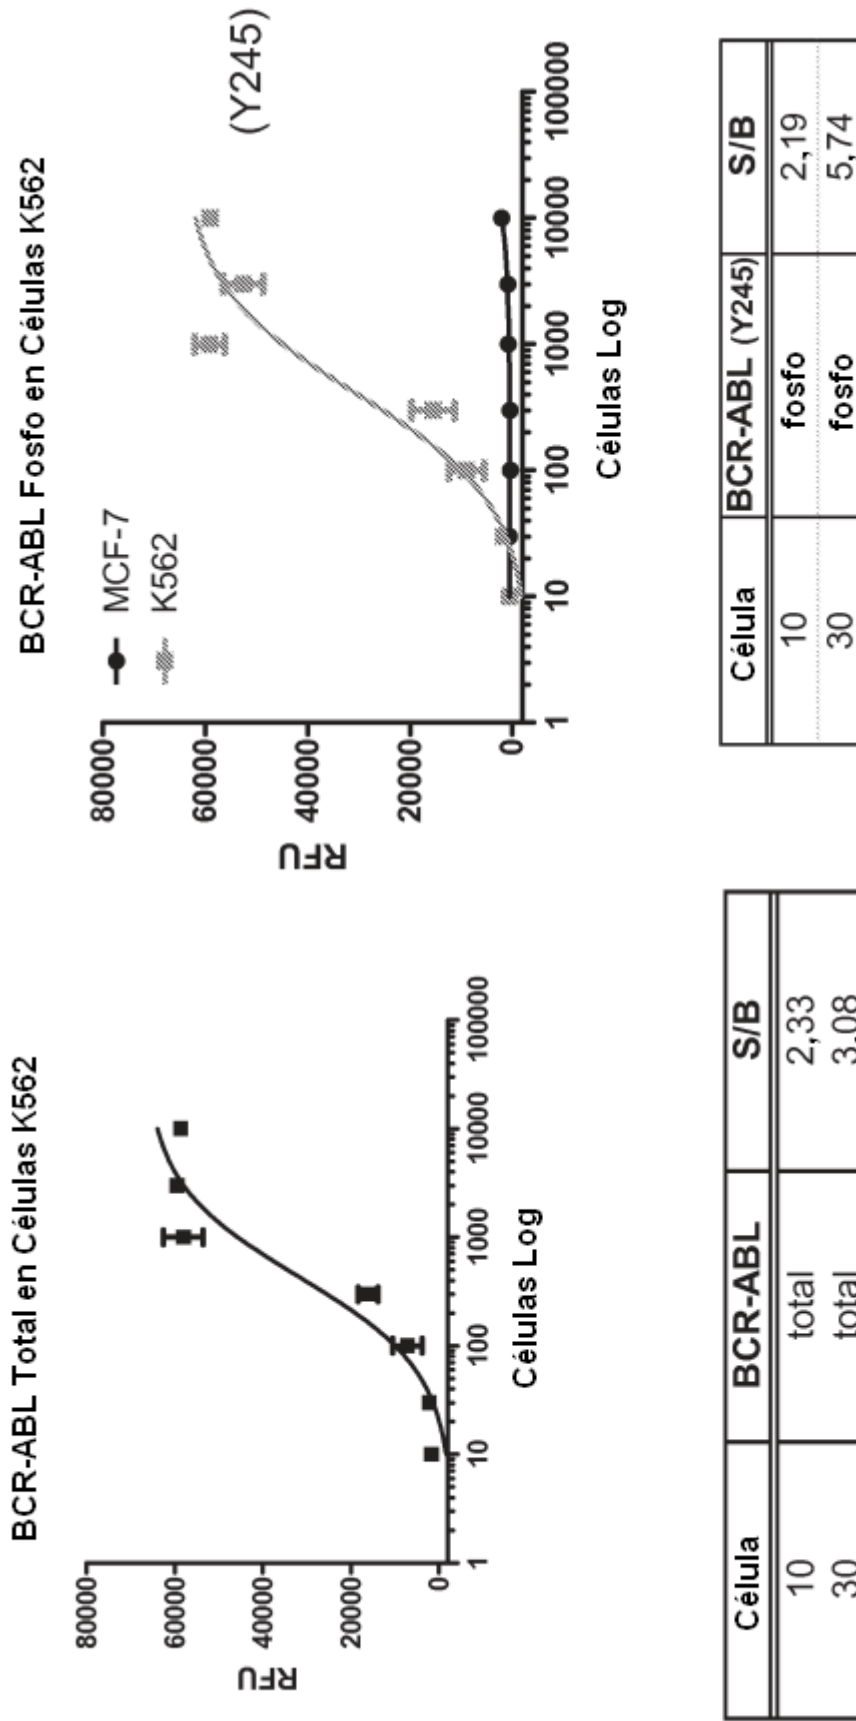 BCR-ABL Total en Células K562
80000
60000
40000
20000
0
RFU
1
10
100
1000
10000
100000
Células Log
Célula BCR-ABL S/B
10 total 2,33
30 total 3,08
BCR-ABL Fosfo en Células K562
MCF-7
K562
(Y245)
80000
60000
40000
20000
0
RFU
1
10
100
1000
10000
100000
Células Log
Célula BCR-ABL (Y245) S/B
10 fosfo 2,19
30 fosfo 5,74